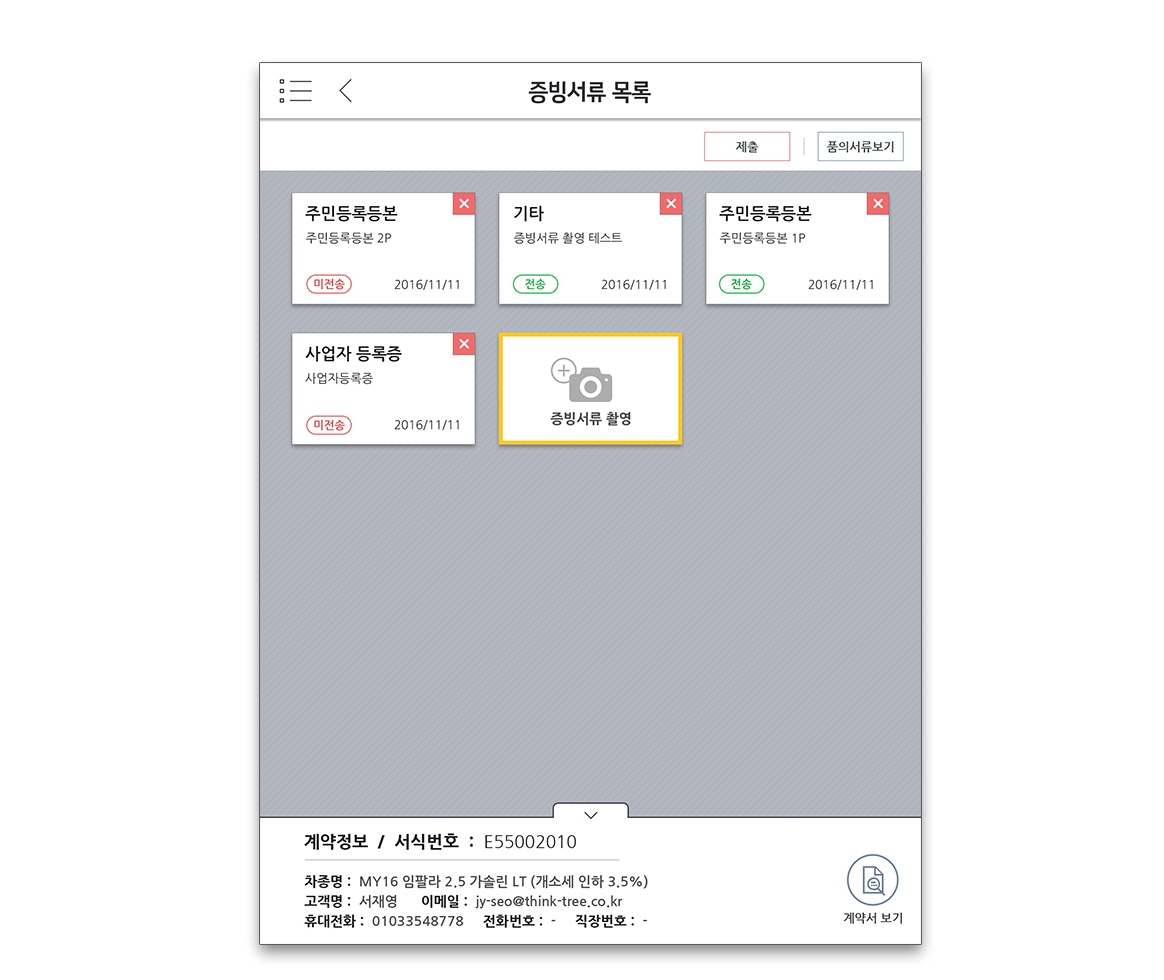 증빙서류 목록
제출
품의서류보기
주민등록등본
주민등록등본 2P
미전송 2016/11/11
기타
증빙서류 촬영 테스트
전송 2016/11/11
주민등록등본
주민등록등본 1P
전송 2016/11/11
사업자 등록증
사업자등록증
미전송 2016/11/11
증빙서류 촬영
계약정보 / 서식번호 : E55002010
차종명 : MY16 임팔라 2.5 가솔린 LT (개소세 인하 3.5%)
고객명 : 서재영 이메일 : jy-seo@think-tree.co.kr
휴대전화 : 01033548778 전화번호 : - 직장번호 : -
계약서 보기